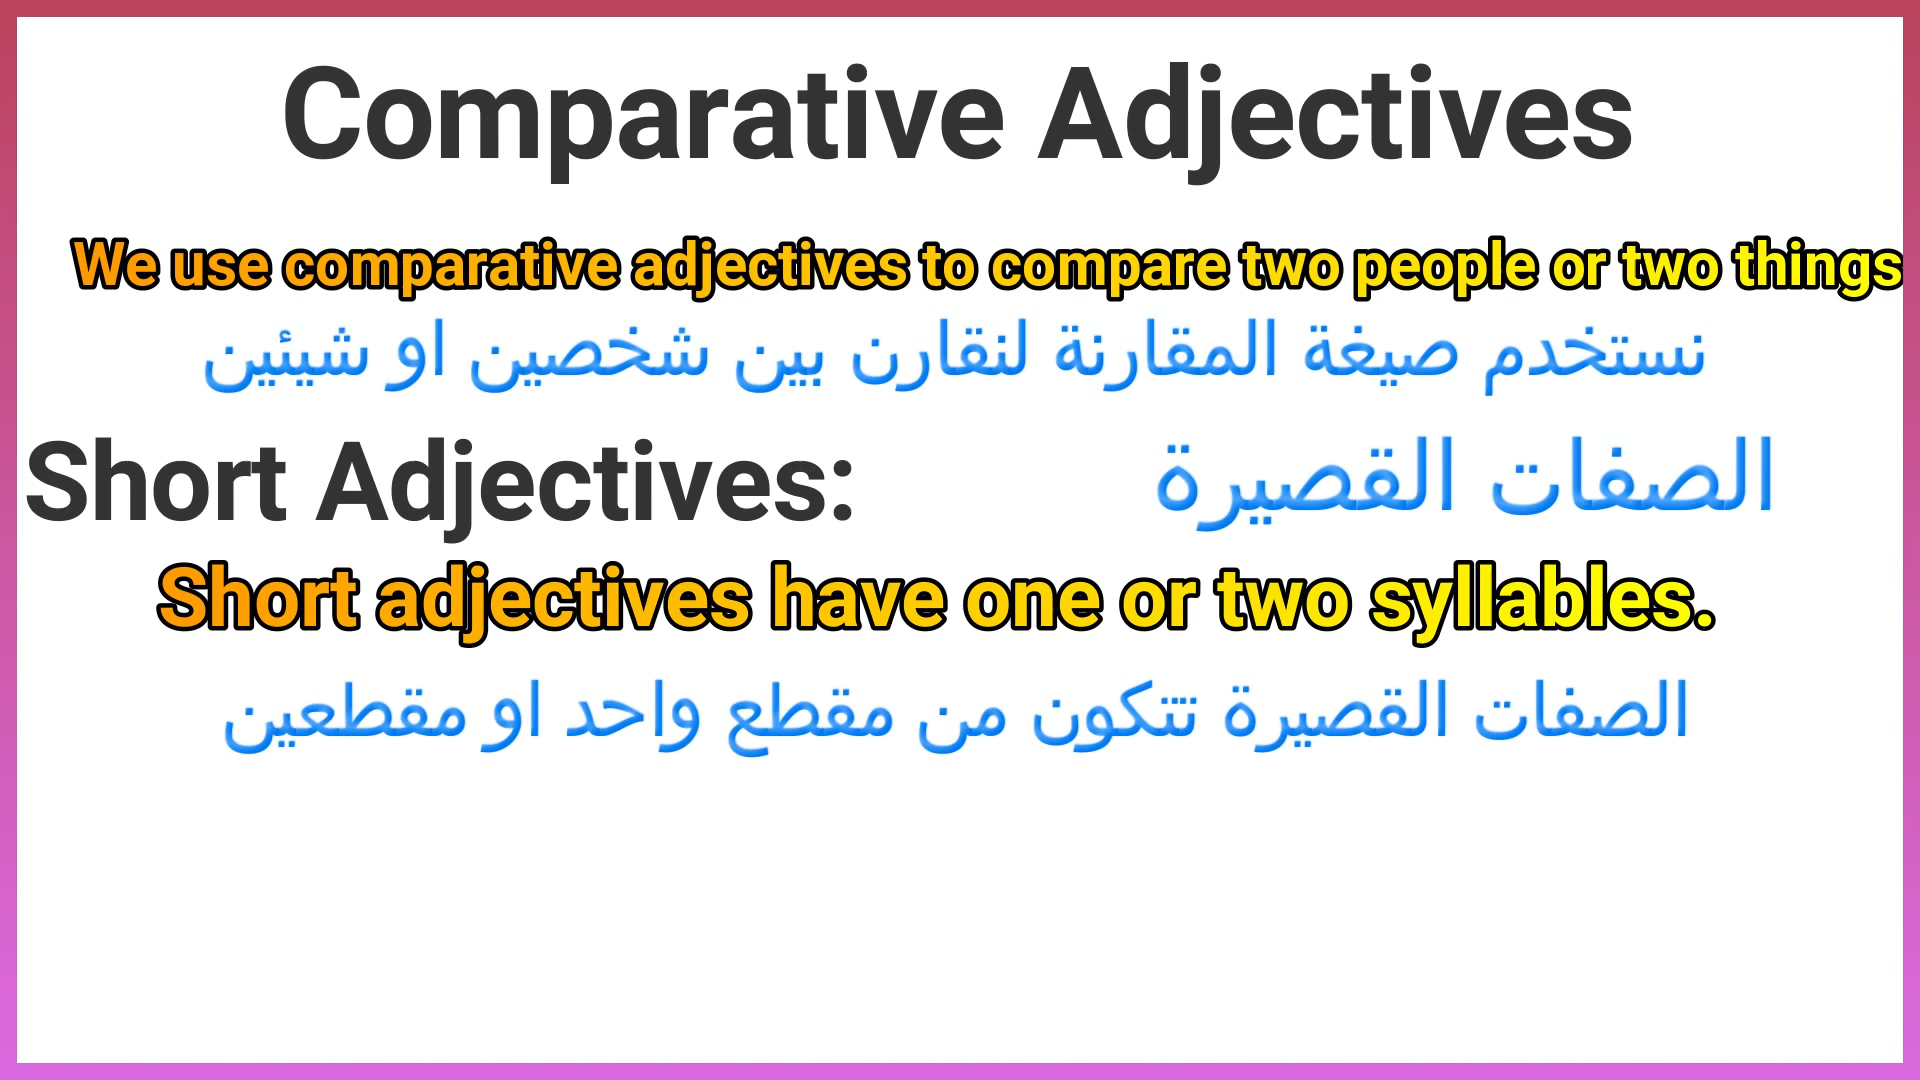 Comparative Adjectives
We use comparative adjectives to compare two people or two things
نستخدم صيغة المقارنة لنقارن بين شخصين او شيئين
Short Adjectives: الصفات القصيرة
Short adjectives have one or two syllables.
الصفات القصيرة تتكون من مقطع واحد او مقطعين